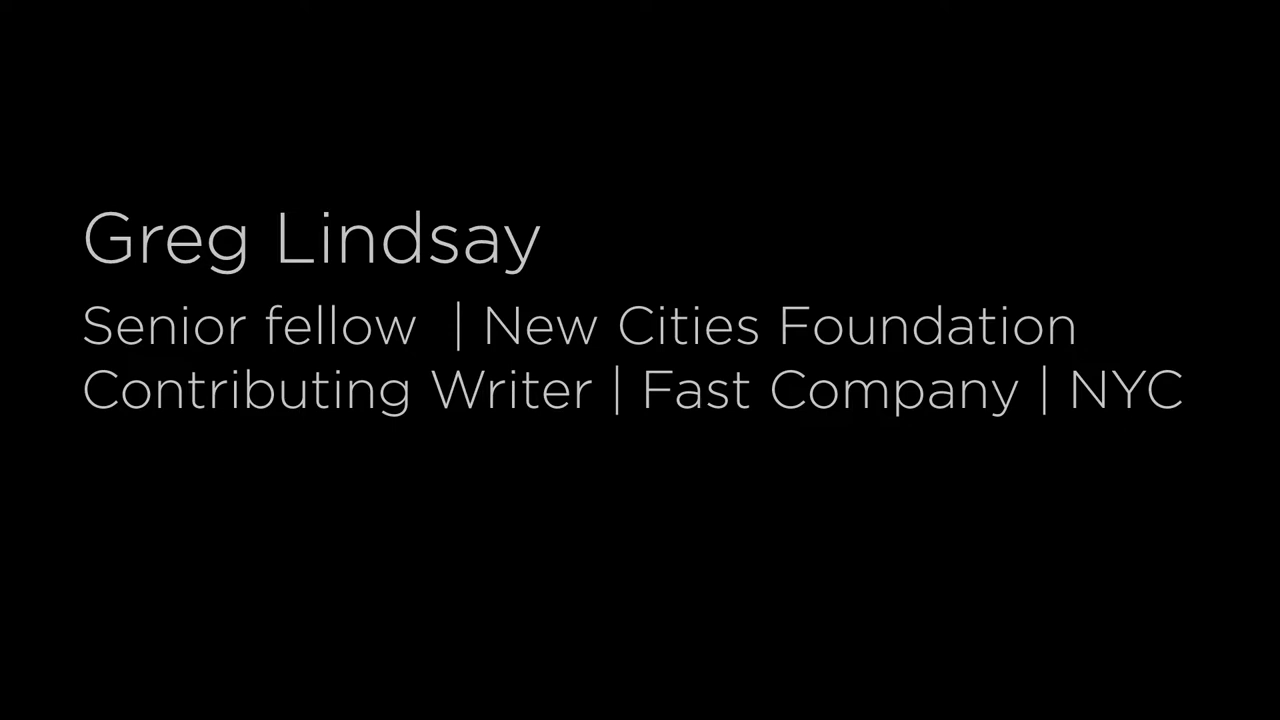 Greg Lindsay
Senior fellow | New Cities Foundation
Contributing Writer | Fast Company | NYC